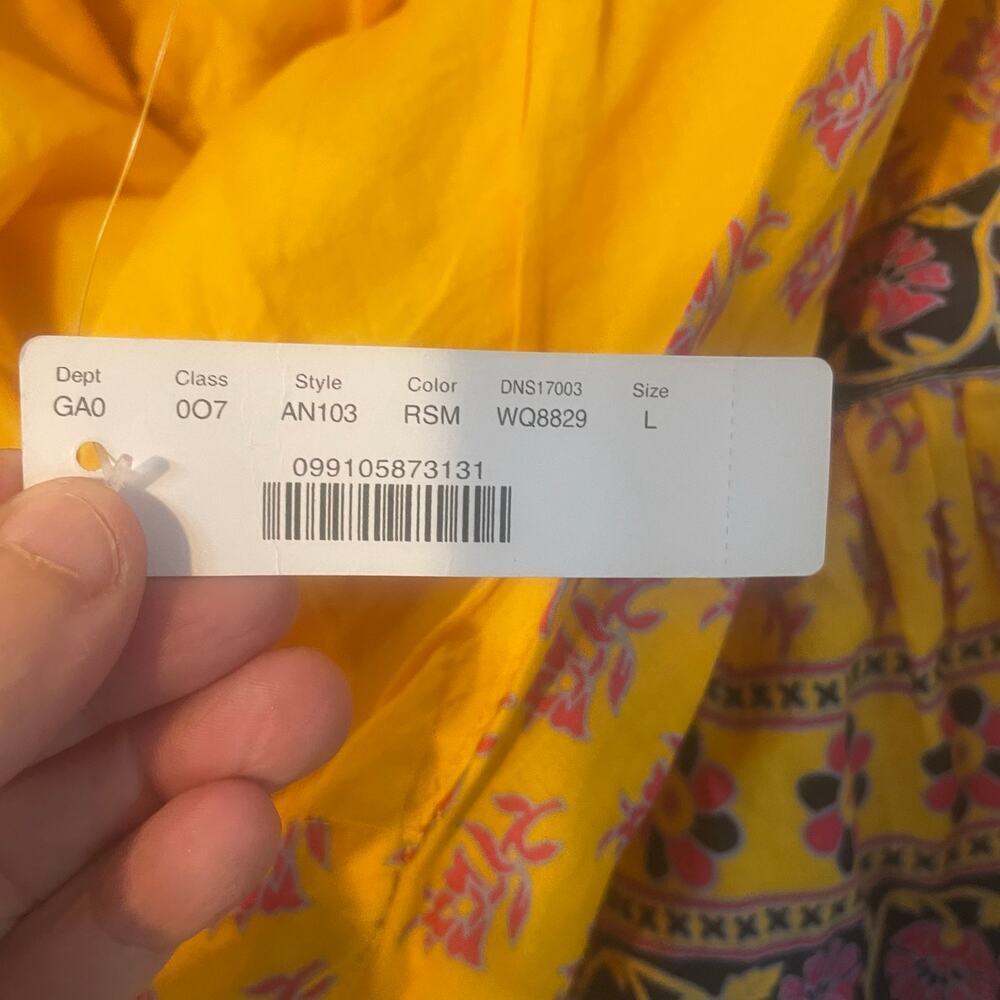 Dept Class Style Color DNS17003 Size
GA0 0O7 AN103 RSM WQ8829 L
099105873131